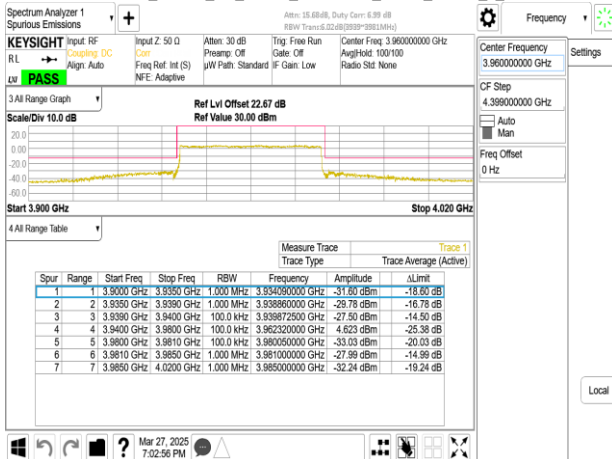 Spectrum Analyzer 1
Spurious Emissions
Attn: 15.68dB, Duty Corr: 6.99 dB
RBW Trans:6.02dB(3939~3981MHz)
Frequency
KEYSIGHT
RL
LXI
PASS
Input: RF
Coupling: DC
Align: Auto
Input Z: 50 Ω
Corr
Freq Ref: Int (S)
NFE: Adaptive
Atten: 30 dB
Preamp: Off
µW Path: Standard
Trig: Free Run
Gate: Off
IF Gain: Low
Center Freq: 3.960000000 GHz
Avg|Hold: 100/100
Radio Std: None
Center Frequency
3.960000000 GHz
Settings
CF Step
4.399000000 GHz
Auto
Man
Freq Offset
0 Hz
3 All Range Graph
Scale/Div 10.0 dB
Ref Lvl Offset 22.67 dB
Ref Value 30.00 dBm
20.0
0.00
-20.0
-40.0
-60.0
Start 3.900 GHz
Stop 4.020 GHz
4 All Range Table
Measure Trace Trace 1
Trace Type Trace Average (Active)
Spur Range Start Freq Stop Freq RBW Frequency Amplitude ΔLimit
1 1 3.9000 GHz 3.9350 GHz 1.000 MHz 3.934090000 GHz -31.60 dBm -18.60 dB
2 2 3.9350 GHz 3.9390 GHz 1.000 MHz 3.938860000 GHz -29.78 dBm -16.78 dB
3 3 3.9390 GHz 3.9400 GHz 100.0 kHz 3.939872500 GHz -27.50 dBm -14.50 dB
4 4 3.9400 GHz 3.9800 GHz 100.0 kHz 3.962320000 GHz 4.623 dBm -25.38 dB
5 5 3.9800 GHz 3.9810 GHz 100.0 kHz 3.980050000 GHz -33.03 dBm -20.03 dB
6 6 3.9810 GHz 3.9850 GHz 1.000 MHz 3.981000000 GHz -27.99 dBm -14.99 dB
7 7 3.9850 GHz 4.0200 GHz 1.000 MHz 3.985000000 GHz -32.24 dBm -19.24 dB
Local
?
Mar 27, 2025
7:02:56 PM